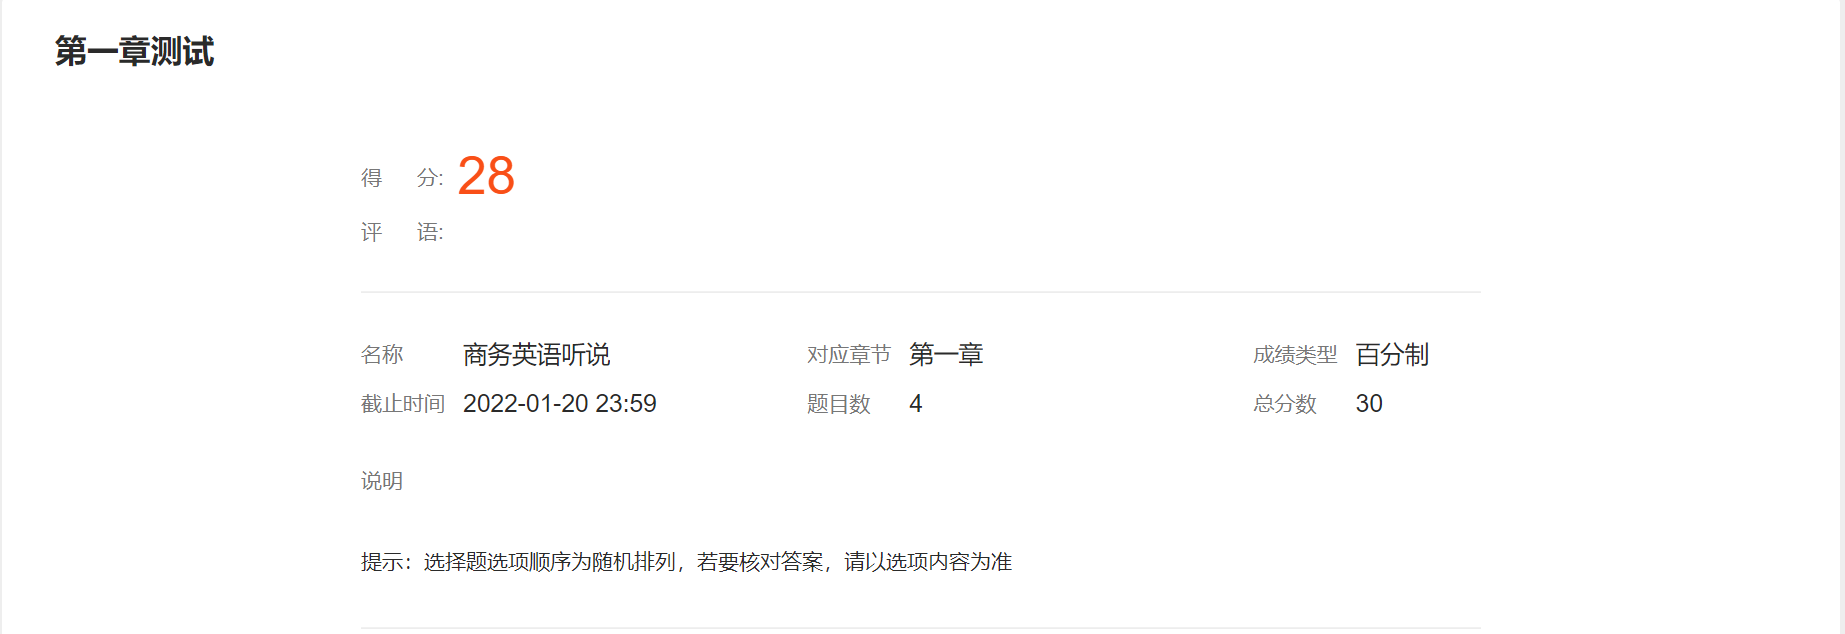 第一章测试
得 分: 28
评 语:
名称 商务英语听说 对应章节 第一章 成绩类型 百分制
截止时间 2022-01-20 23:59 题目数 4 总分数 30
说明
提示：选择题选项顺序为随机排列，若要核对答案，请以选项内容为准